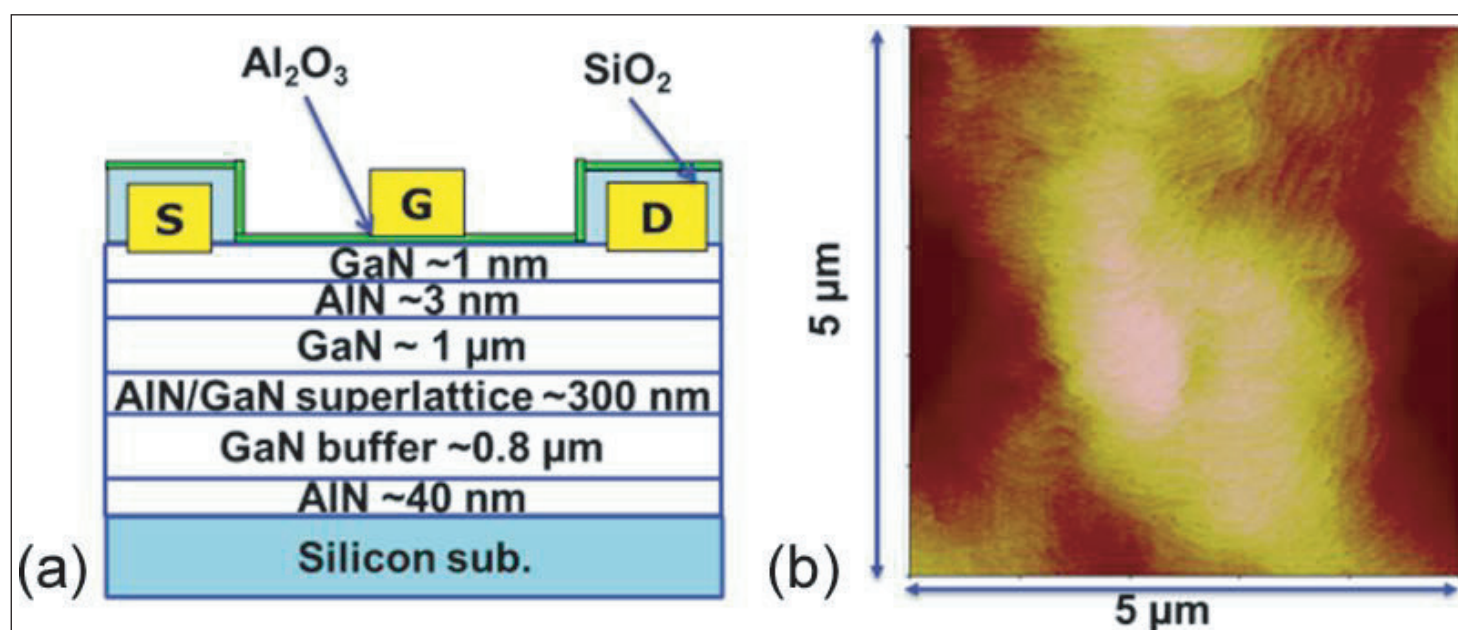 Al₂O₃
SiO₂
S
G
D
GaN ~1 nm
AlN ~3 nm
GaN ~ 1 µm
AlN/GaN superlattice ~300 nm
GaN buffer ~0.8 µm
AlN ~40 nm
Silicon sub.
(a)
5 µm
(b)
5 µm